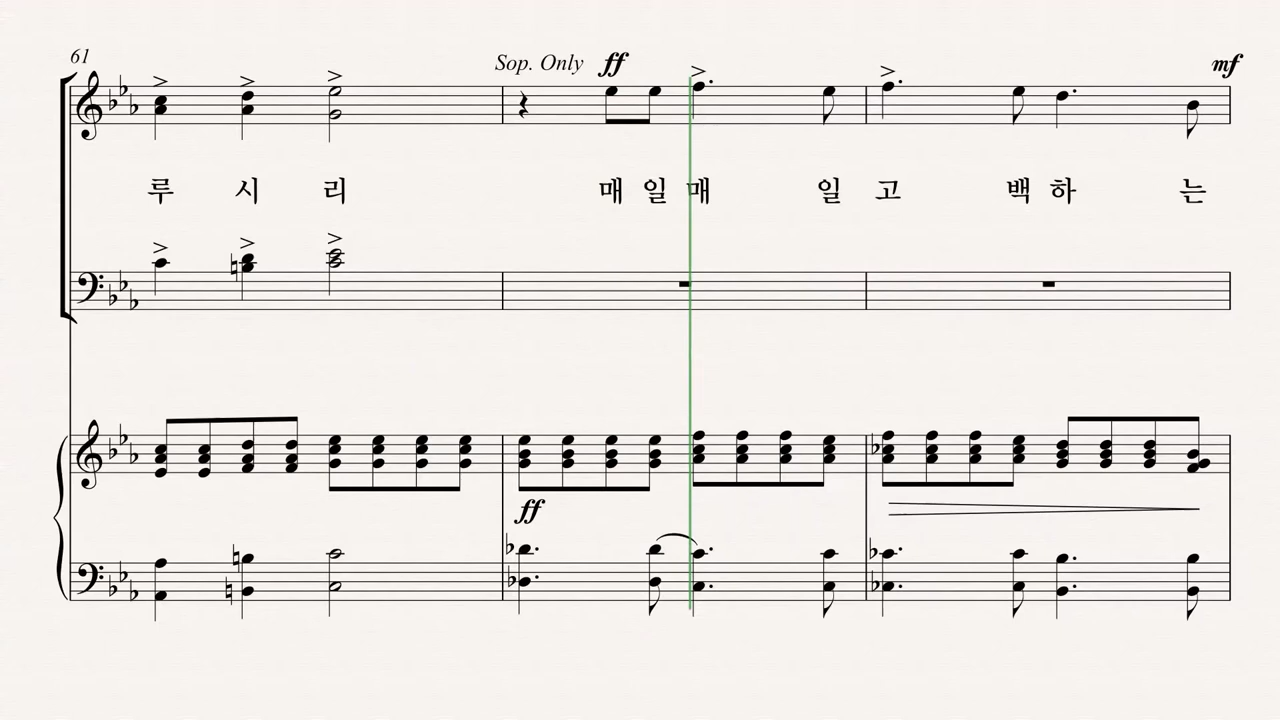 61
Sop. Only ff
mf
루 시 리 매 일 매 일 고 백 하 는
ff